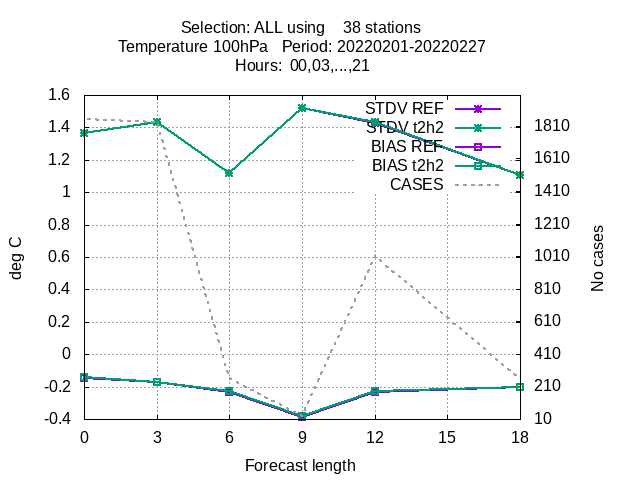 Selection: ALL using 38 stations
Temperature 100hPa Period: 20220201-20220227
Hours: 00,03,...,21
STDV REF
STDV t2h2
BIAS REF
BIAS t2h2
CASES
deg C
1.6
1.4
1.2
1
0.8
0.6
0.4
0.2
0
-0.2
-0.4
1810
1610
1410
1210
1010
810
610
410
210
10
No cases
0 3 6 9 12 15 18
Forecast length